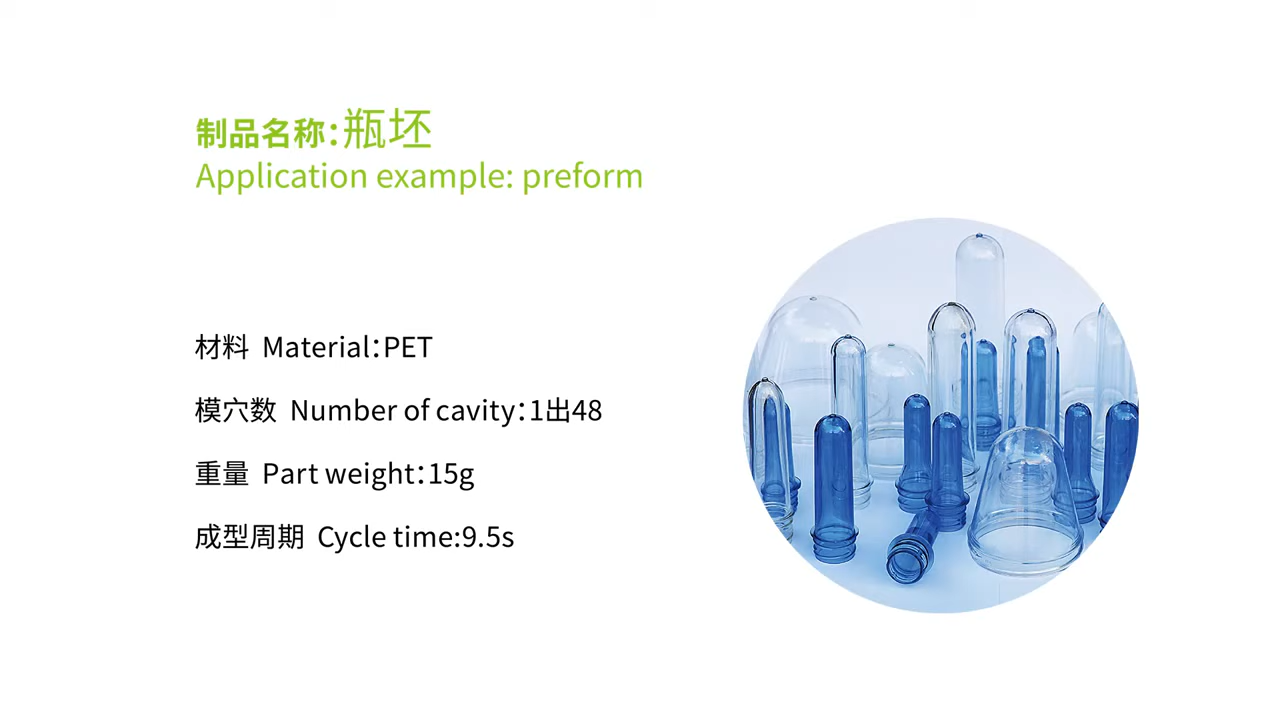 制品名称：瓶坯
Application example: preform
材料 Material：PET
模穴数 Number of cavity：1出48
重量 Part weight：15g
成型周期 Cycle time:9.5s